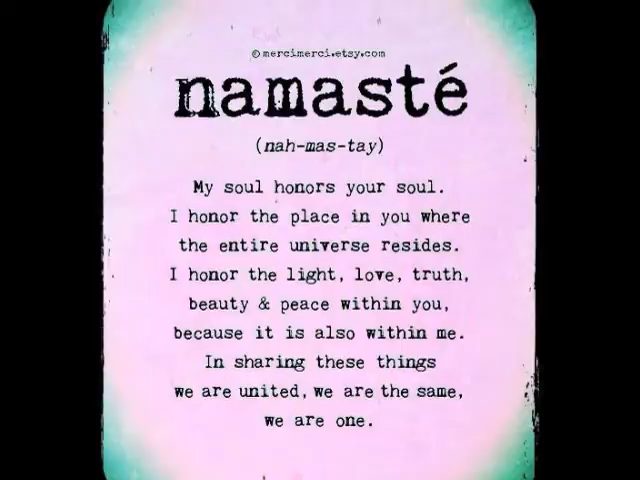 © mercimerci.etsy.com
namasté
(nah-mas-tay)
My soul honors your soul.
I honor the place in you where
the entire universe resides.
I honor the light, love, truth,
beauty & peace within you,
because it is also within me.
In sharing these things
we are united, we are the same,
we are one.